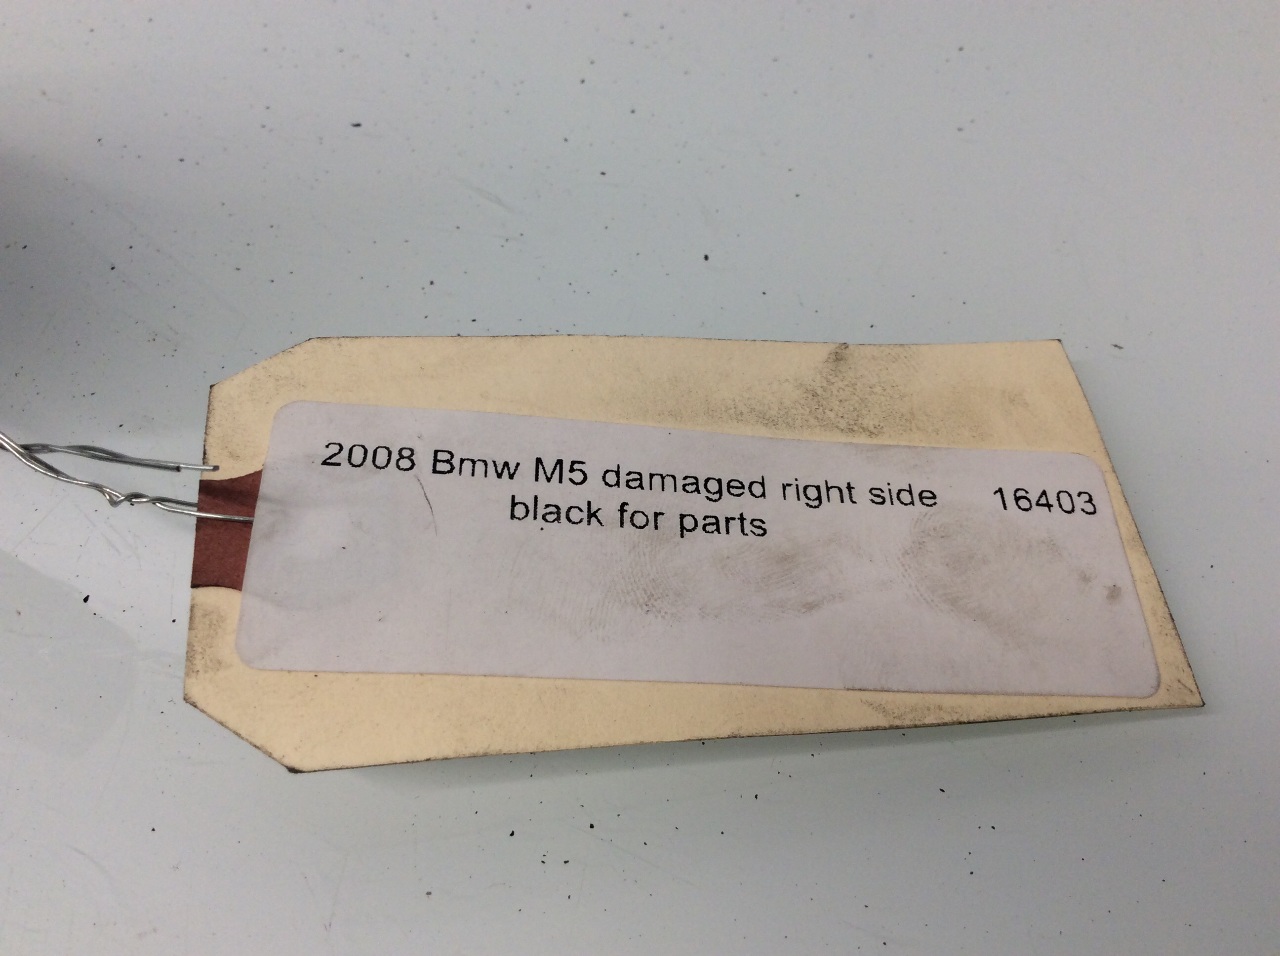 2008 Bmw M5 damaged right side 16403
black for parts